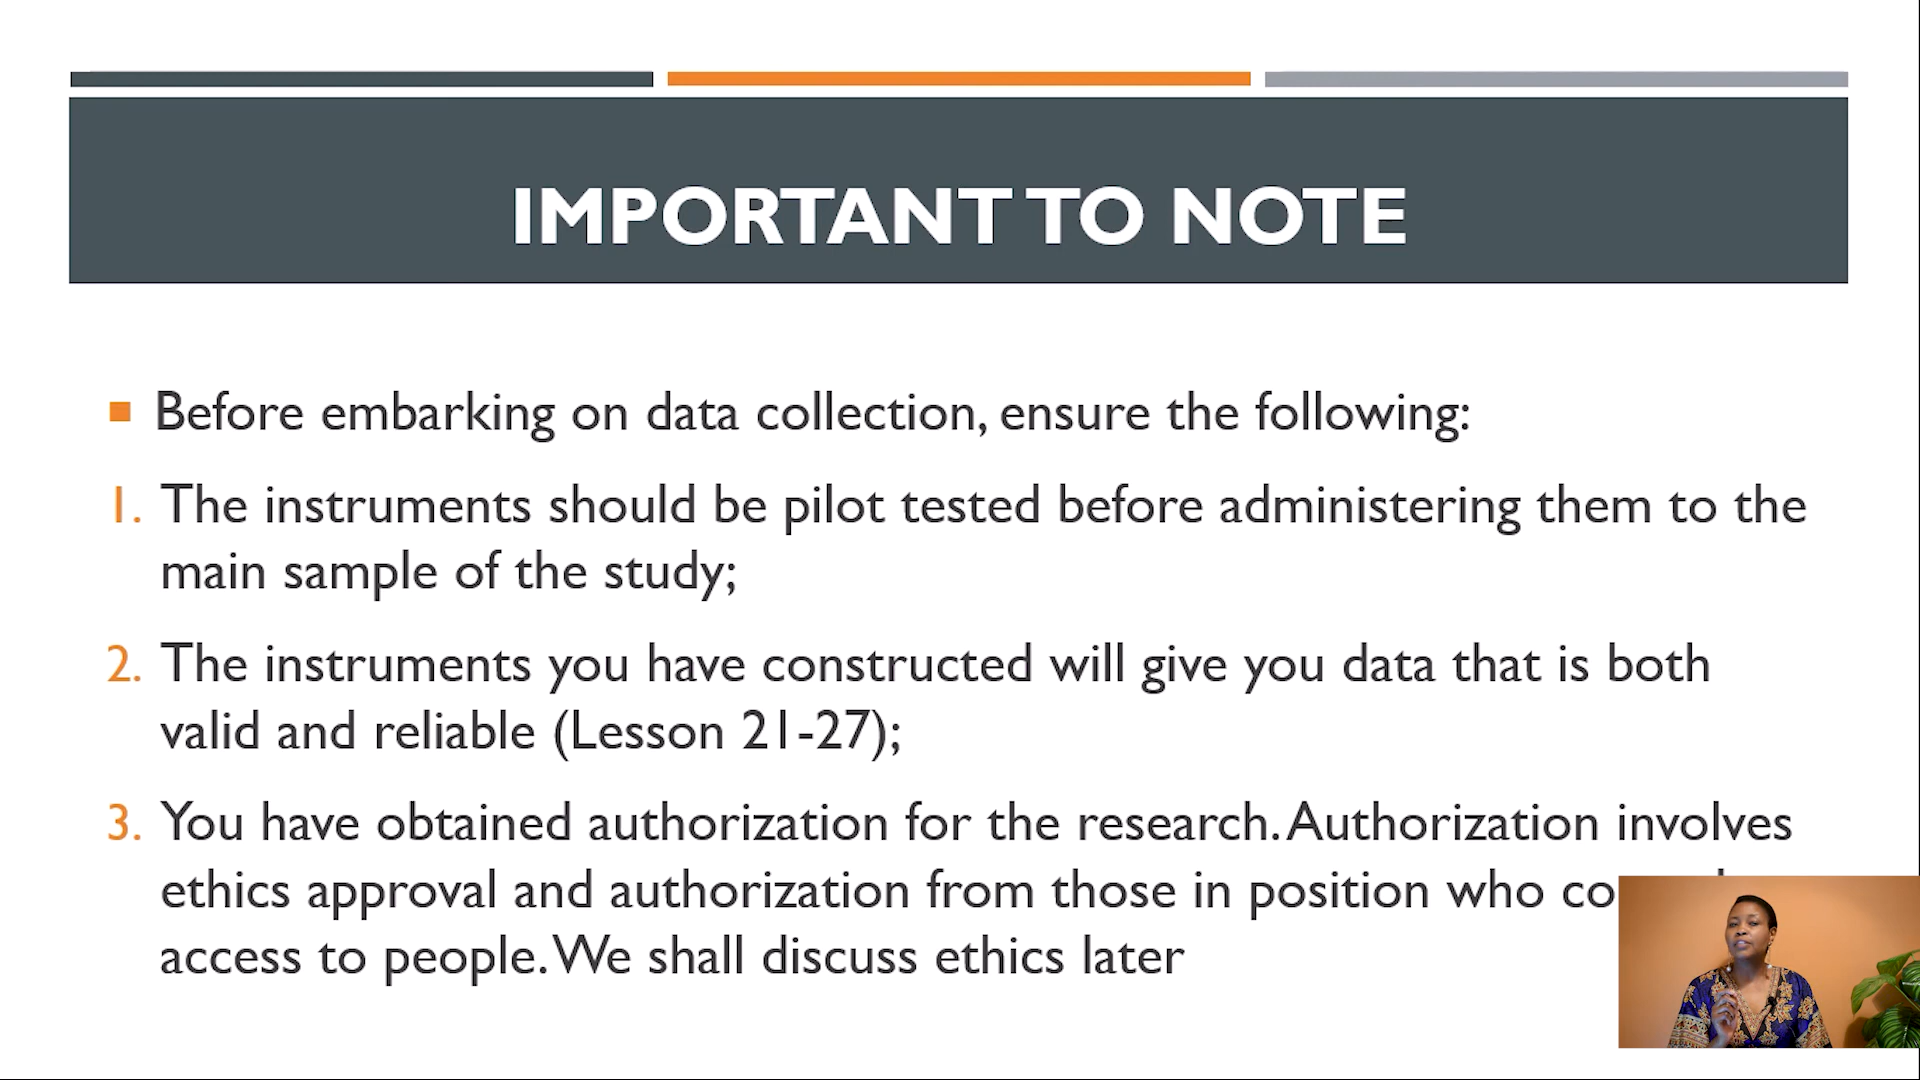 IMPORTANT TO NOTE
Before embarking on data collection, ensure the following:
1. The instruments should be pilot tested before administering them to the
main sample of the study;
2. The instruments you have constructed will give you data that is both
valid and reliable (Lesson 21-27);
3. You have obtained authorization for the research. Authorization involves
ethics approval and authorization from those in position who
access to people. We shall discuss ethics later